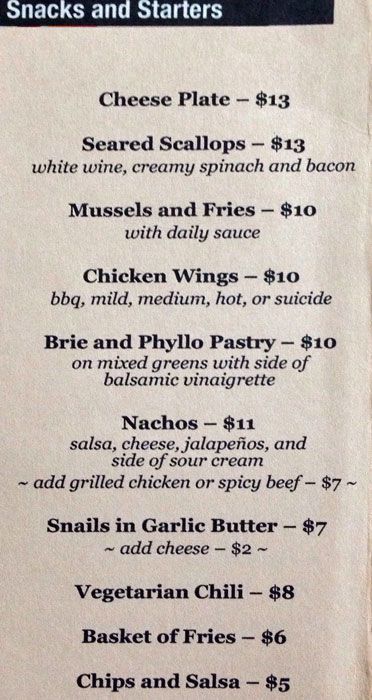 Snacks and Starters
Cheese Plate – $13
Seared Scallops – $13
white wine, creamy spinach and bacon
Mussels and Fries – $10
with daily sauce
Chicken Wings – $10
bbq, mild, medium, hot, or suicide
Brie and Phyllo Pastry – $10
on mixed greens with side of
balsamic vinaigrette
Nachos – $11
salsa, cheese, jalapeños, and
side of sour cream
~ add grilled chicken or spicy beef – $7 ~
Snails in Garlic Butter – $7
~ add cheese – $2 ~
Vegetarian Chili – $8
Basket of Fries – $6
Chips and Salsa – $5